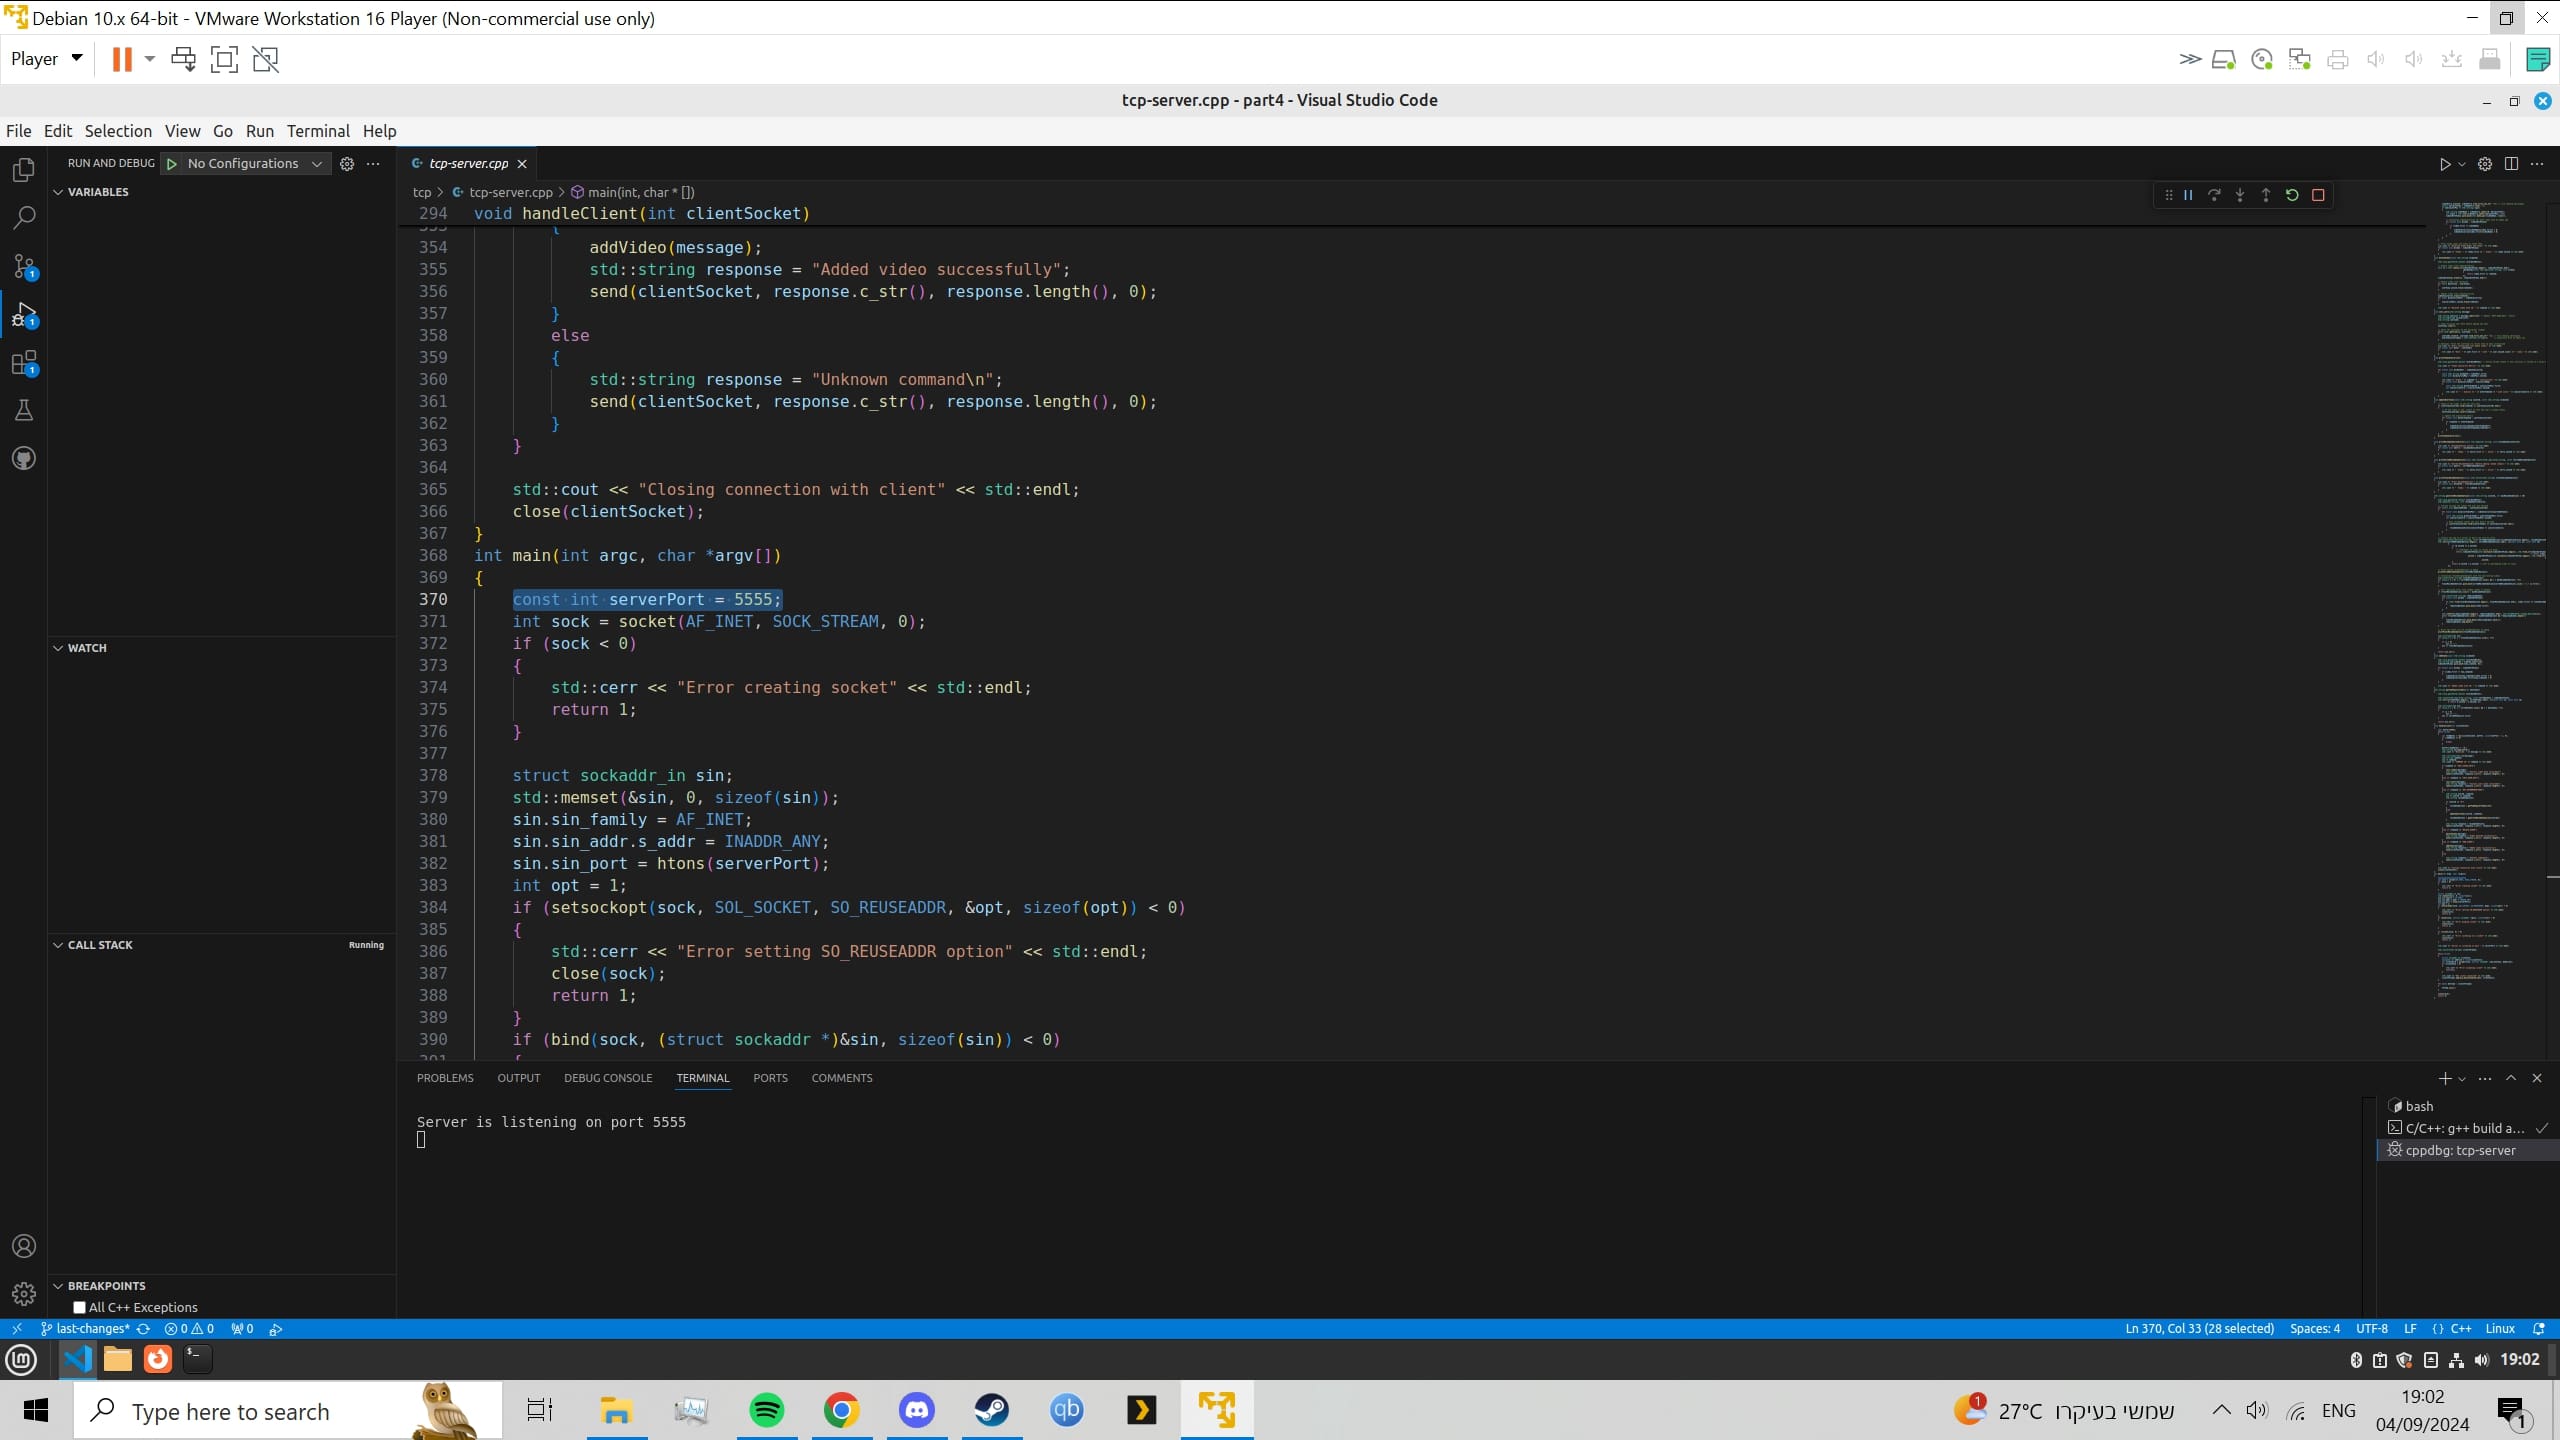 Debian 10.x 64-bit - VMware Workstation 16 Player (Non-commercial use only)
Player
tcp-server.cpp - part4 - Visual Studio Code
File Edit Selection View Go Run Terminal Help
RUN AND DEBUG No Configurations
tcp-server.cpp
VARIABLES
tcp > tcp-server.cpp > main(int, char * [])
294 void handleClient(int clientSocket)
353 {
354 addVideo(message);
355 std::string response = "Added video successfully";
356 send(clientSocket, response.c_str(), response.length(), 0);
357 }
358 else
359 {
360 std::string response = "Unknown command\n";
361 send(clientSocket, response.c_str(), response.length(), 0);
362 }
363 }
364
365 std::cout << "Closing connection with client" << std::endl;
366 close(clientSocket);
367 }
368 int main(int argc, char *argv[])
369 {
370 const int serverPort = 5555;
371 int sock = socket(AF_INET, SOCK_STREAM, 0);
372 if (sock < 0)
373 {
374 std::cerr << "Error creating socket" << std::endl;
375 return 1;
376 }
377
378 struct sockaddr_in sin;
379 std::memset(&sin, 0, sizeof(sin));
380 sin.sin_family = AF_INET;
381 sin.sin_addr.s_addr = INADDR_ANY;
382 sin.sin_port = htons(serverPort);
383 int opt = 1;
384 if (setsockopt(sock, SOL_SOCKET, SO_REUSEADDR, &opt, sizeof(opt)) < 0)
385 {
386 std::cerr << "Error setting SO_REUSEADDR option" << std::endl;
387 close(sock);
388 return 1;
389 }
390 if (bind(sock, (struct sockaddr *)&sin, sizeof(sin)) < 0)
391 {
WATCH
CALL STACK Running
BREAKPOINTS
All C++ Exceptions
PROBLEMS OUTPUT DEBUG CONSOLE TERMINAL PORTS COMMENTS
Server is listening on port 5555
bash
C/C++: g++ build a...
cppdbg: tcp-server
last-changes* 0 0 0
Ln 370, Col 33 (28 selected) Spaces: 4 UTF-8 LF {} C++ Linux
19:02
Type here to search
27°C שמשי בעיקרו
ENG
19:02
04/09/2024